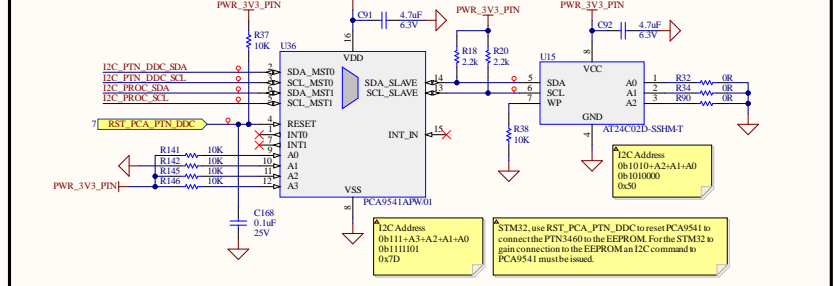 PWR_3V3_PTN
PWR_3V3_PTN
PWR_3V3_PTN
C91
4.7uF
6.3V
C92
4.7uF
6.3V
R37
10K
U36
16
VDD
R18
2.2k
R20
2.2k
U15
8
VCC
I2C_PTN_DDC_SDA
I2C_PTN_DDC_SCL
I2C_PROC_SDA
I2C_PROC_SCL
2
SDA_MST0
SCL_MST0
SDA_MST1
SCL_MST1
SDA_SLAVE
SCL_SLAVE
14
13
5
6
7
SDA
SCL
WP
A0
A1
A2
1
2
3
R32
0R
R34
0R
R90
0R
7
RST_PCA_PTN_DDC
4
RESET
1
INT0
7
INT1
INT_IN
15
GND
4
AT24C02D-SSHM-T
R38
10K
R141
10K
9
A0
R142
10K
10
A1
R145
10K
11
A2
R146
10K
12
A3
PWR_3V3_PTN
VSS
8
PCA9541APW/01
C168
0.1uF
25V
I2C Address
0b1010+A2+A1+A0
0b1010000
0x50
I2C Address
0b111+A3+A2+A1+A0
0b1111101
0x7D
STM32, use RST_PCA_PTN_DDC to reset PCA9541 to
connect the PTN3460 to the EEPROM. For the STM32 to
gain connection to the EEPROM an I2C command to
PCA9541 must be issued.